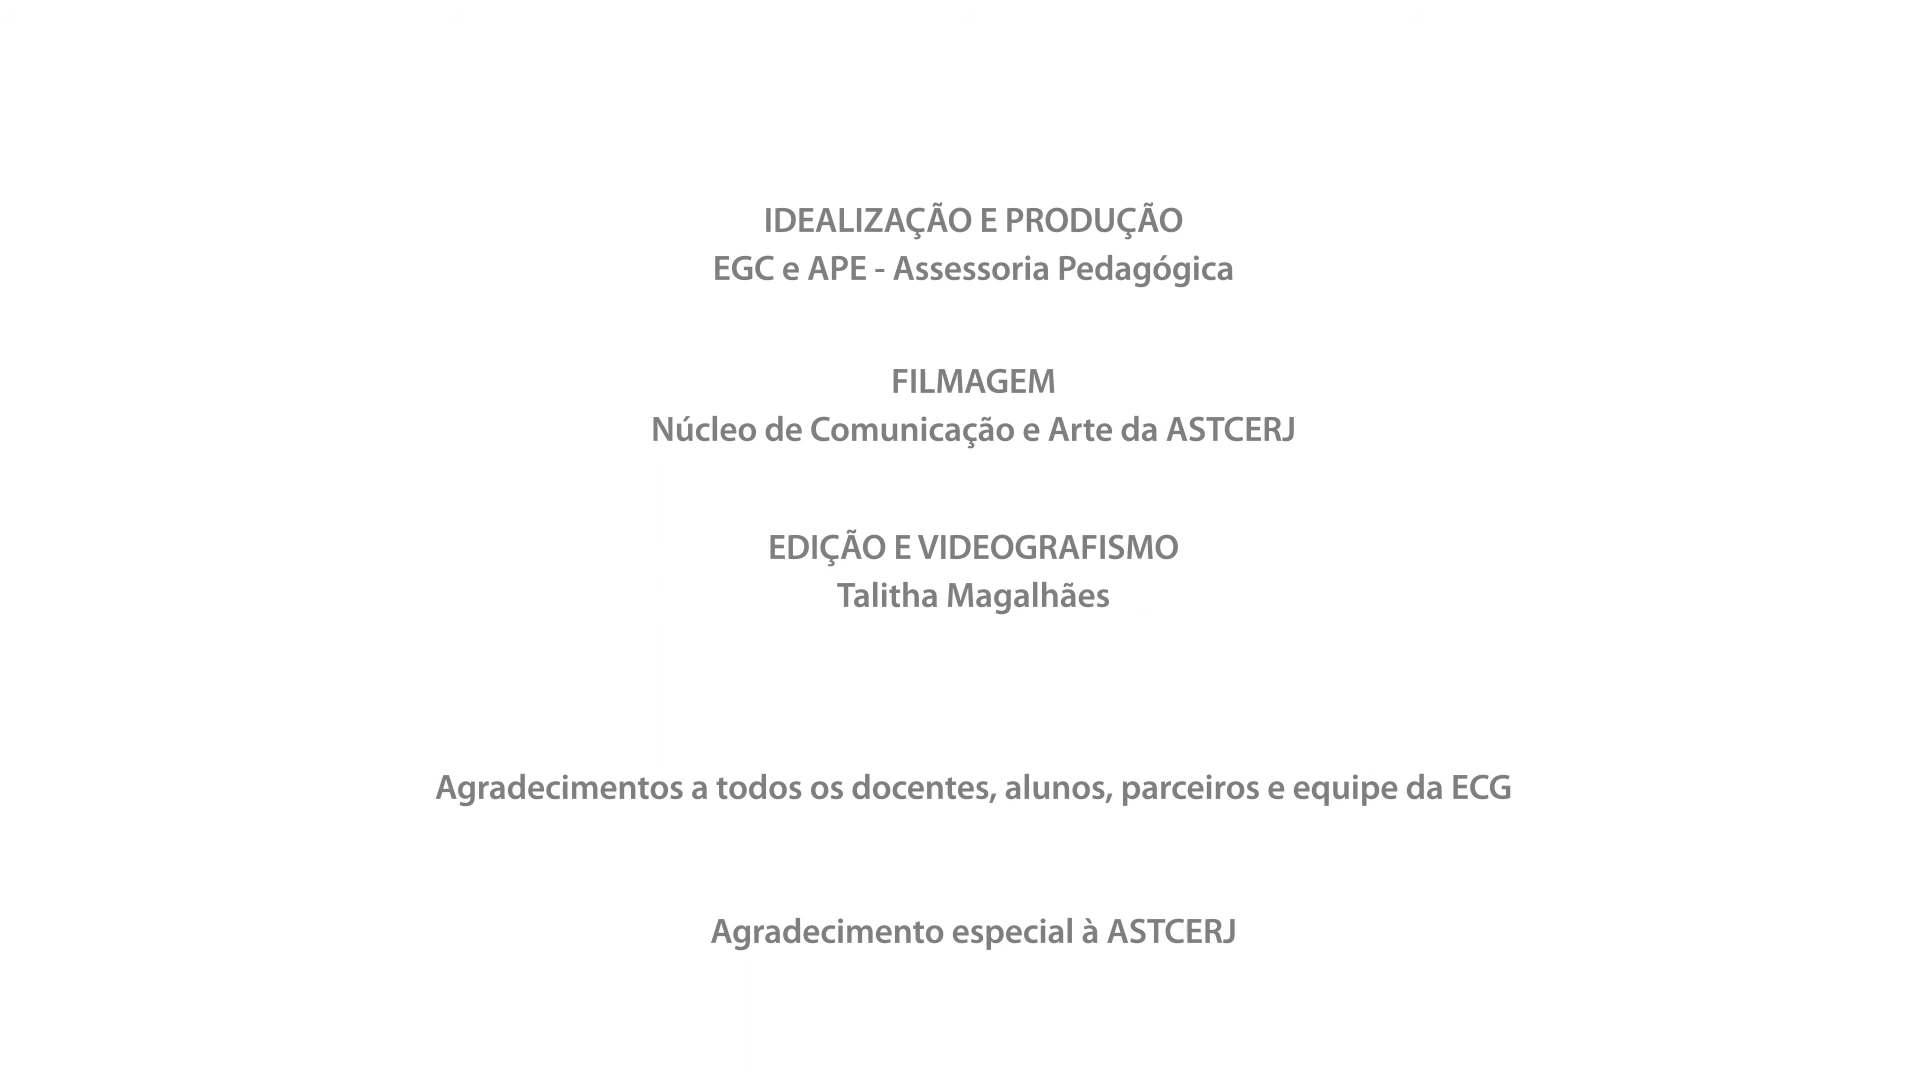 IDEALIZAÇÃO E PRODUÇÃO
EGC e APE - Assessoria Pedagógica
FILMAGEM
Núcleo de Comunicação e Arte da ASTCERJ
EDIÇÃO E VIDEOGRAFISMO
Talitha Magalhães
Agradecimentos a todos os docentes, alunos, parceiros e equipe da ECG
Agradecimento especial à ASTCERJ